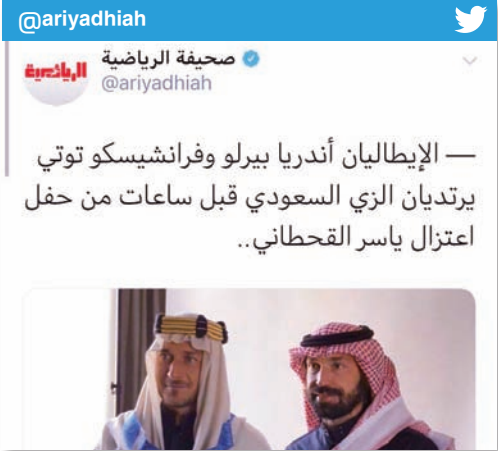 @ariyadhiah
صحيفة الرياضية
الرياضية
@ariyadhiah
— الإيطاليان أندريا بيرلو وفرانشيسكو توتي
يرتديان الزي السعودي قبل ساعات من حفل
اعتزال ياسر القحطاني..